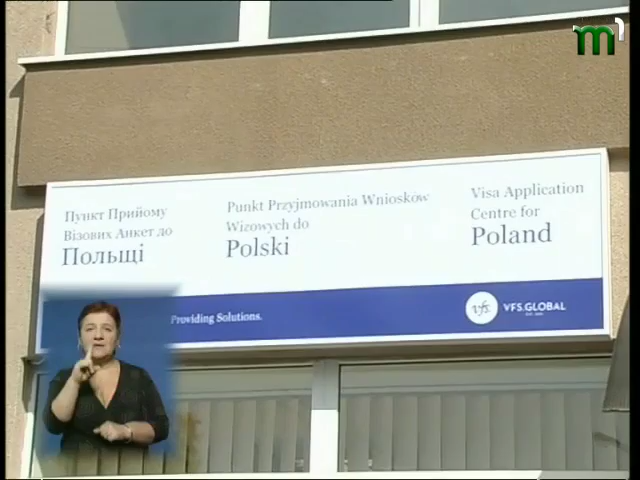 m1
Пункт Прийому
Візових Анкет до
Польщі
Punkt Przyjmowania Wniosków
Wizowych do
Polski
Visa Application
Centre for
Poland
Providing Solutions.
vfs.
VFS.GLOBAL